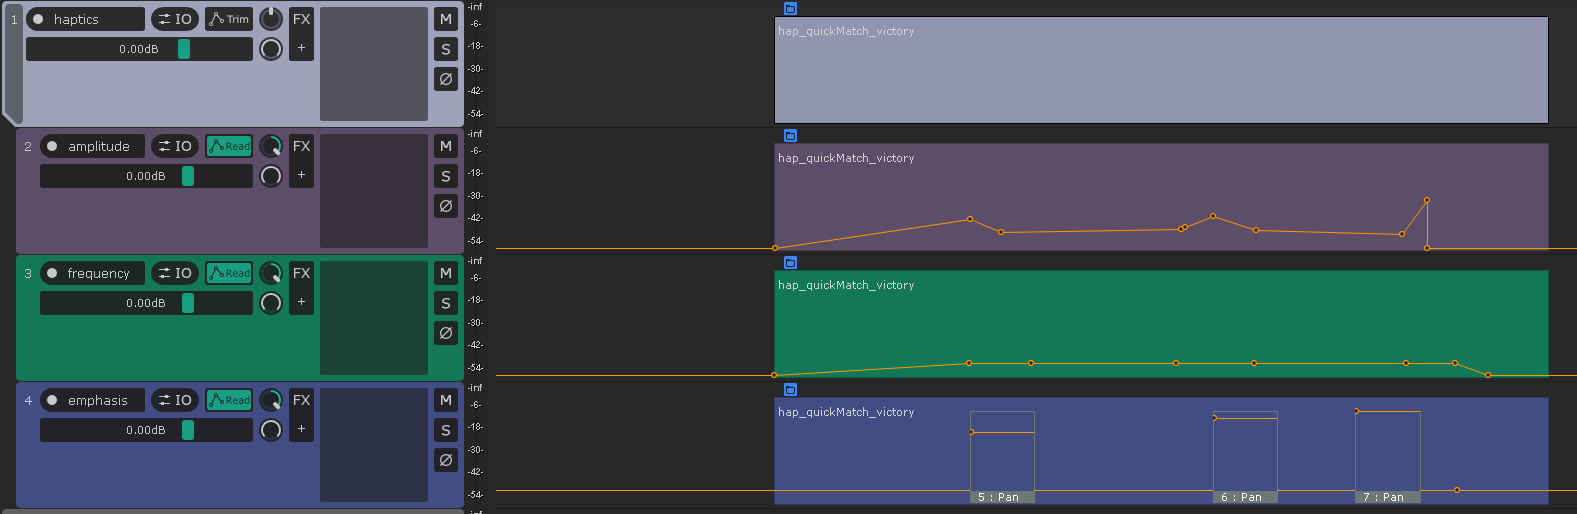 1 haptics IO Trim FX M
0.00dB + S
Ø
-inf
-6-
-18-
-30-
-42-
-54-
hap_quickMatch_victory
2 amplitude IO Read FX M
0.00dB + S
Ø
-inf
-6-
-18-
-30-
-42-
-54-
hap_quickMatch_victory
3 frequency IO Read FX M
0.00dB + S
Ø
-inf
-6-
-18-
-30-
-42-
-54-
hap_quickMatch_victory
4 emphasis IO Read FX M
0.00dB + S
Ø
-inf
-6-
-18-
-30-
-42-
-54-
hap_quickMatch_victory
5 : Pan
6 : Pan
7 : Pan
-inf